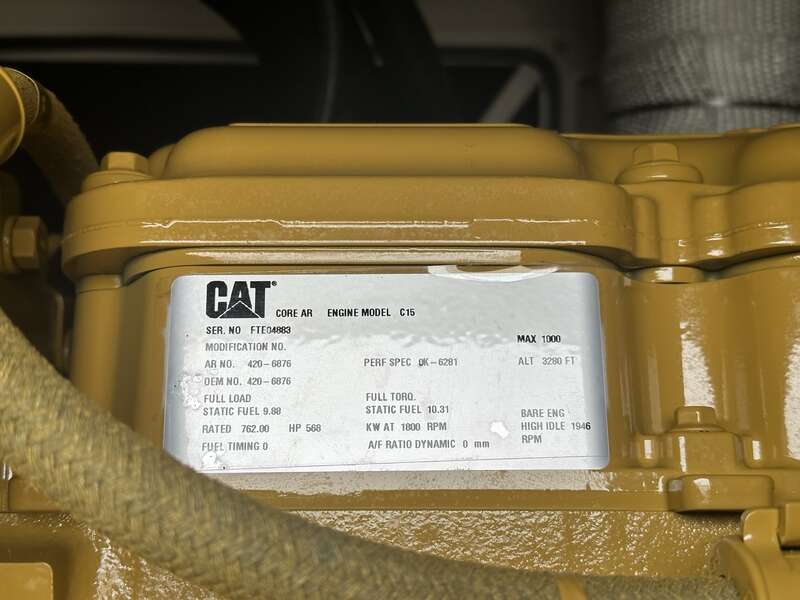 CAT CORE AR ENGINE MODEL C15
SER. NO FTE04883
MODIFICATION NO. MAX 1000
AR NO. 420-6876 PERF SPEC 0K-6281 ALT 3280 FT
OEM NO. 420-6876
FULL LOAD FULL TORQ.
STATIC FUEL 9.88 STATIC FUEL 10.31 BARE ENG
RATED 762.00 HP 568 KW AT 1800 RPM HIGH IDLE 1946
FUEL TIMING 0 A/F RATIO DYNAMIC 0 mm RPM